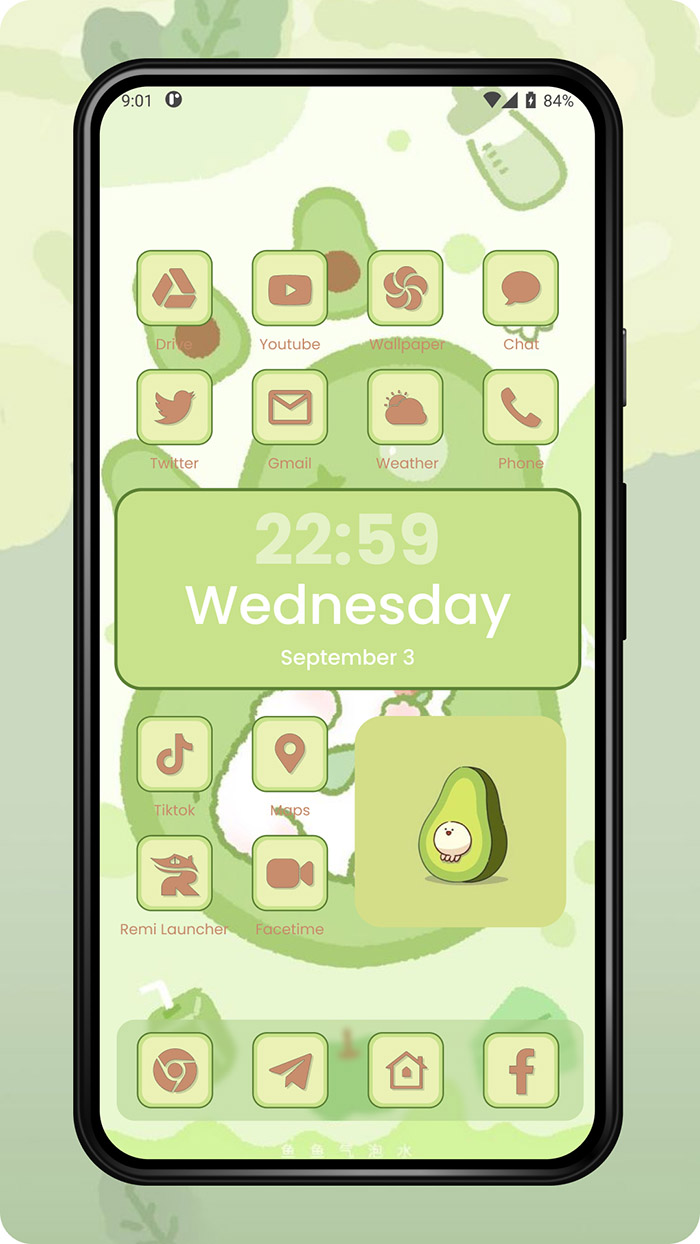 9:01 84%
Drive Youtube Wallpaper Chat
Twitter Gmail Weather Phone
22:59
Wednesday
September 3
Tiktok Maps
Remi Launcher Facetime
鱼鱼气泡水